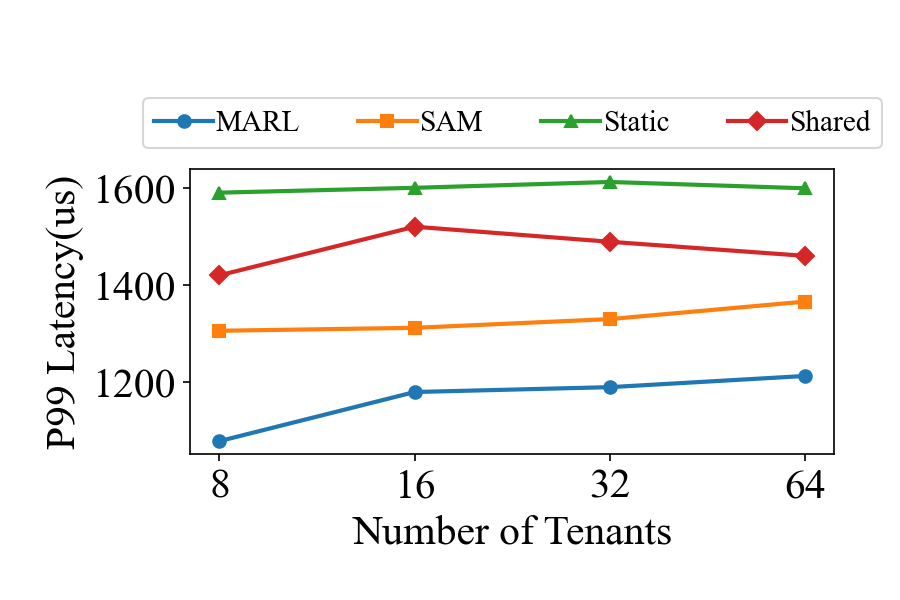 MARL SAM Static Shared
1600
1400
1200
P99 Latency(us)
8 16 32 64
Number of Tenants